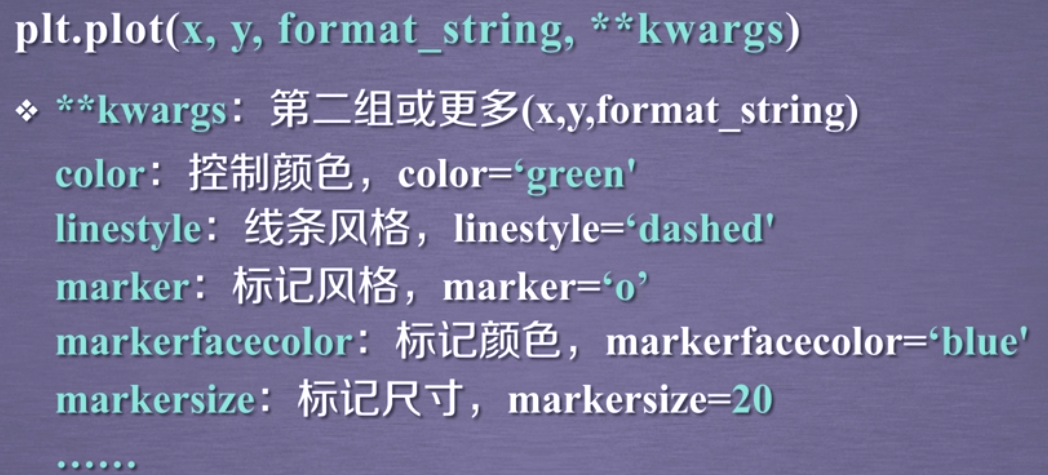 plt.plot(x, y, format_string, **kwargs)
❖ **kwargs：第二组或更多(x,y,format_string)
color：控制颜色，color=‘green'
linestyle：线条风格，linestyle=‘dashed'
marker：标记风格，marker=‘o’
markerfacecolor：标记颜色，markerfacecolor=‘blue'
markersize：标记尺寸，markersize=20
……